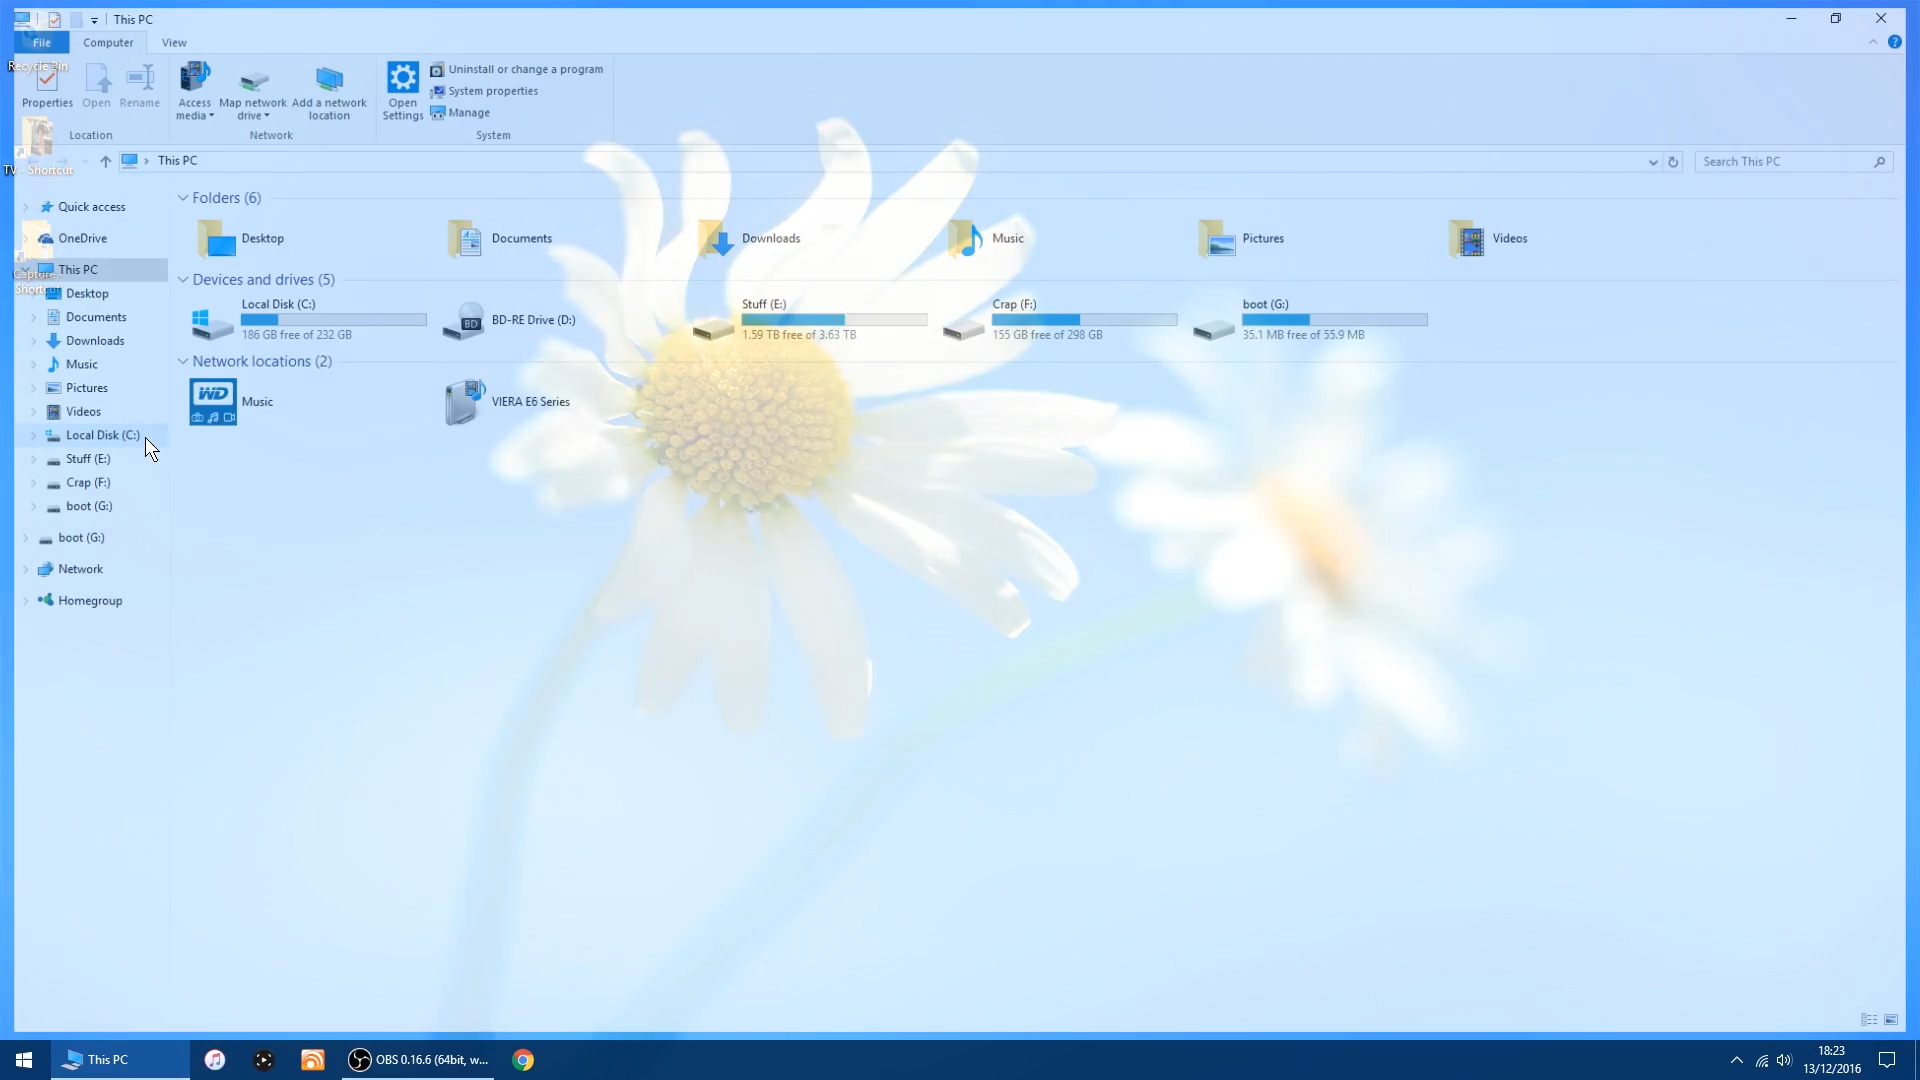 This PC
File
Computer
View
Recycle Bin
Properties
Open
Rename
Access media
Map network drive
Add a network location
Open Settings
Uninstall or change a program
System properties
Manage
Location
Network
System
TV - Shortcut
This PC
Search This PC
Quick access
OneDrive
This PC
Capture -
Shortcut
Desktop
Documents
Downloads
Music
Pictures
Videos
Local Disk (C:)
Stuff (E:)
Crap (F:)
boot (G:)
boot (G:)
Network
Homegroup
Folders (6)
Desktop
Documents
Downloads
Music
Pictures
Videos
Devices and drives (5)
Local Disk (C:)
186 GB free of 232 GB
BD
BD-RE Drive (D:)
Stuff (E:)
1.59 TB free of 3.63 TB
Crap (F:)
155 GB free of 298 GB
boot (G:)
35.1 MB free of 55.9 MB
Network locations (2)
WD
Music
VIERA E6 Series
This PC
OBS 0.16.6 (64bit, w...
18:23
13/12/2016